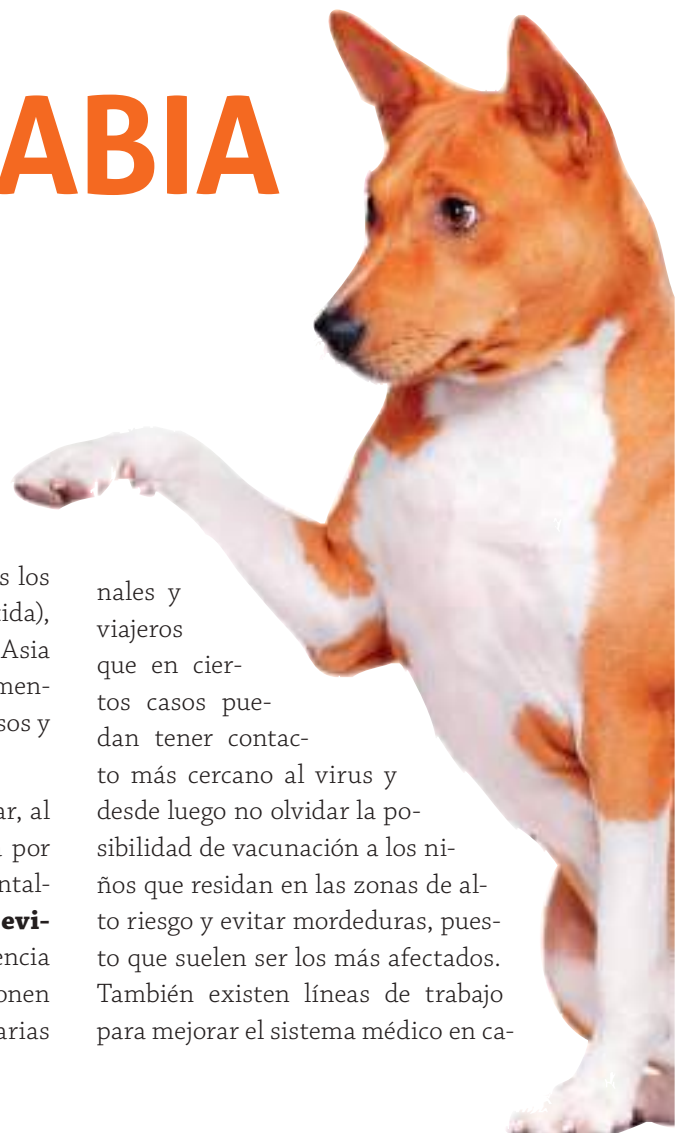 ABIA
s los
ida),
Asia
men-
sos y
ar, al
por
ntal-
evi-
encia
onen
arias
nales y
viajeros
que en cier-
tos casos pue-
dan tener contac-
to más cercano al virus y
desde luego no olvidar la po-
sibilidad de vacunación a los ni-
ños que residan en las zonas de al-
to riesgo y evitar mordeduras, pues-
to que suelen ser los más afectados.
También existen líneas de trabajo
para mejorar el sistema médico en ca-